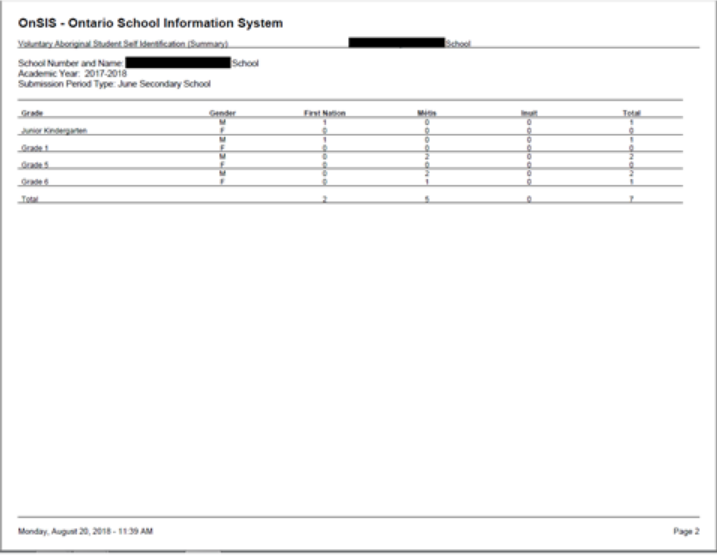 OnSIS - Ontario School Information System
Voluntary Aboriginal Student Self Identification (Summary) School
School Number and Name: School
Academic Year: 2017-2018
Submission Period Type: June Secondary School
Grade Gender First Nation Métis Inuit Total
M 1 0 0 1
Junior Kindergarten F 0 0 0 0
M 1 0 0 1
Grade 1 F 0 0 0 0
M 0 2 0 2
Grade 5 F 0 0 0 0
M 0 2 0 2
Grade 6 F 0 1 0 1
Total 2 5 0 7
Monday, August 20, 2018 - 11:39 AM Page 2